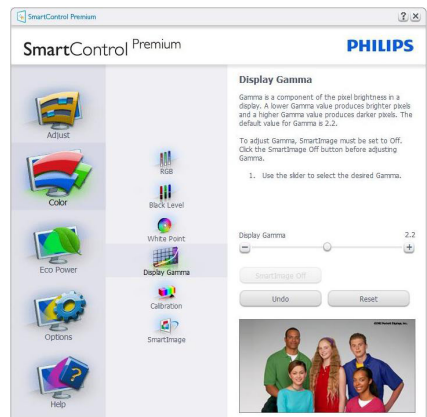 SmartControl Premium
SmartControl Premium
PHILIPS
Adjust
Color
Eco Power
Options
Help
RGB
Black Level
White Point
Display Gamma
Calibration
SmartImage
Display Gamma
Gamma is a component of the pixel brightness in a
display. A lower Gamma value produces brighter pixels
and a higher Gamma value produces darker pixels. The
default value for Gamma is 2.2.
To adjust Gamma, SmartImage must be set to Off.
Click the SmartImage Off button before adjusting
Gamma.
1. Use the slider to select the desired Gamma.
Display Gamma 2.2
SmartImage Off
Undo Reset